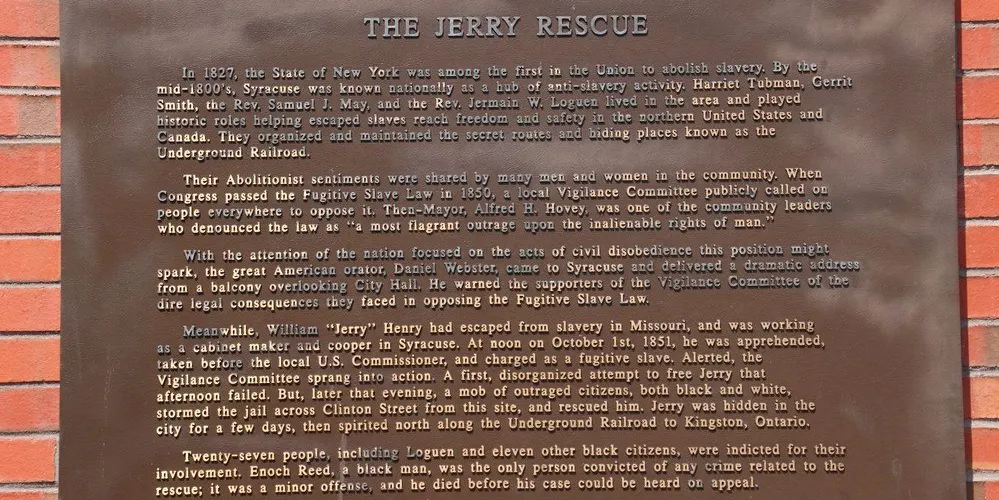 THE JERRY RESCUE
In 1827, the State of New York was among the first in the Union to abolish slavery. By the
mid-1800's, Syracuse was known nationally as a hub of anti-slavery activity. Harriet Tubman, Gerrit
Smith, the Rev. Samuel J. May, and the Rev. Jermain W. Loguen lived in the area and played
historic roles helping escaped slaves reach freedom and safety in the northern United States and
Canada. They organized and maintained the secret routes and hiding places known as the
Underground Railroad.
Their Abolitionist sentiments were shared by many men and women in the community. When
Congress passed the Fugitive Slave Law in 1850, a local Vigilance Committee publicly called on
people everywhere to oppose it. Then-Mayor, Alfred H. Hovey, was one of the community leaders
who denounced the law as "a most flagrant outrage upon the inalienable rights of man."
With the attention of the nation focused on the acts of civil disobedience this position might
spark, the great American orator, Daniel Webster, came to Syracuse and delivered a dramatic address
from a balcony overlooking City Hall. He warned the supporters of the Vigilance Committee of the
dire legal consequences they faced in opposing the Fugitive Slave Law.
Meanwhile, William "Jerry" Henry had escaped from slavery in Missouri, and was working
as a cabinet maker and cooper in Syracuse. At noon on October 1st, 1851, he was apprehended,
taken before the local U.S. Commissioner, and charged as a fugitive slave. Alerted, the
Vigilance Committee sprang into action. A first, disorganized attempt to free Jerry that
afternoon failed. But, later that evening, a mob of outraged citizens, both black and white,
stormed the jail across Clinton Street from this site, and rescued him. Jerry was hidden in the
city for a few days, then spirited north along the Underground Railroad to Kingston, Ontario.
Twenty-seven people, including Loguen and eleven other black citizens, were indicted for their
involvement. Enoch Reed, a black man, was the only person convicted of any crime related to the
rescue; it was a minor offense, and he died before his case could be heard on appeal.